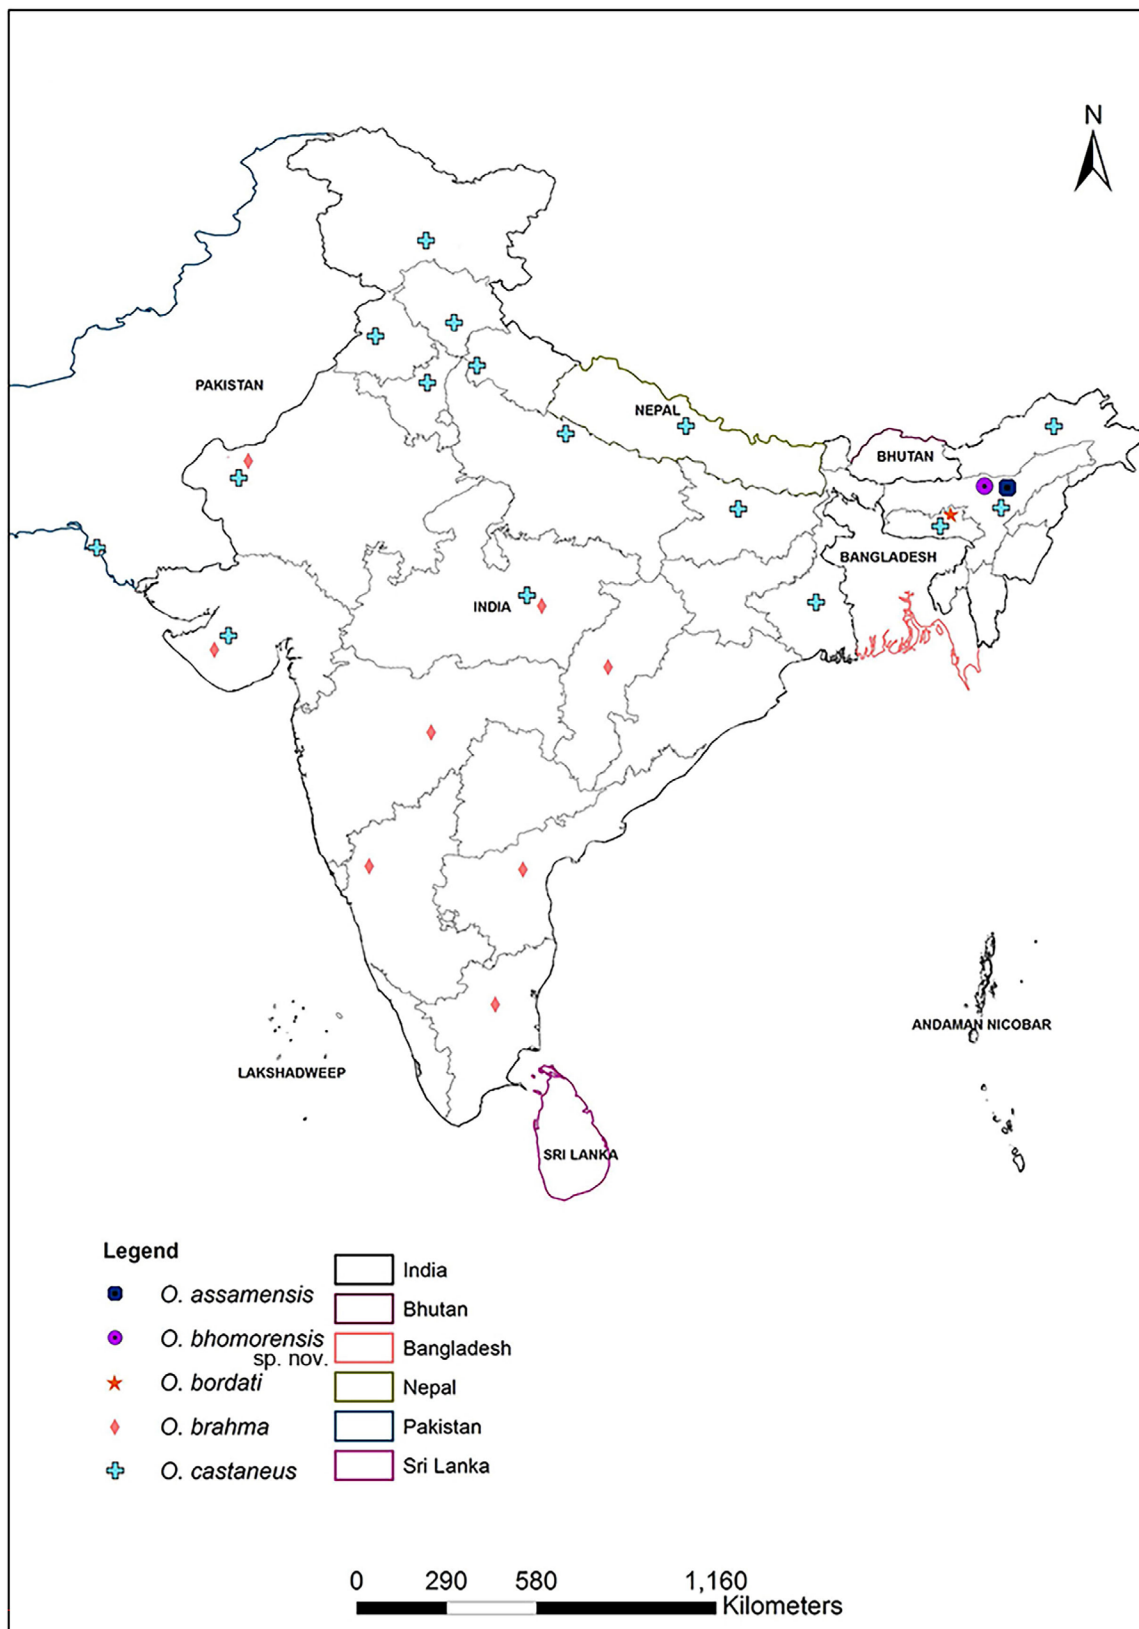 N
PAKISTAN
NEPAL
BHUTAN
BANGLADESH
INDIA
ANDAMAN NICOBAR
LAKSHADWEEP
SRI LANKA
Legend
O. assamensis
O. bhomorensis
sp. nov.
O. bordati
O. brahma
O. castaneus
India
Bhutan
Bangladesh
Nepal
Pakistan
Sri Lanka
0 290 580 1,160
Kilometers